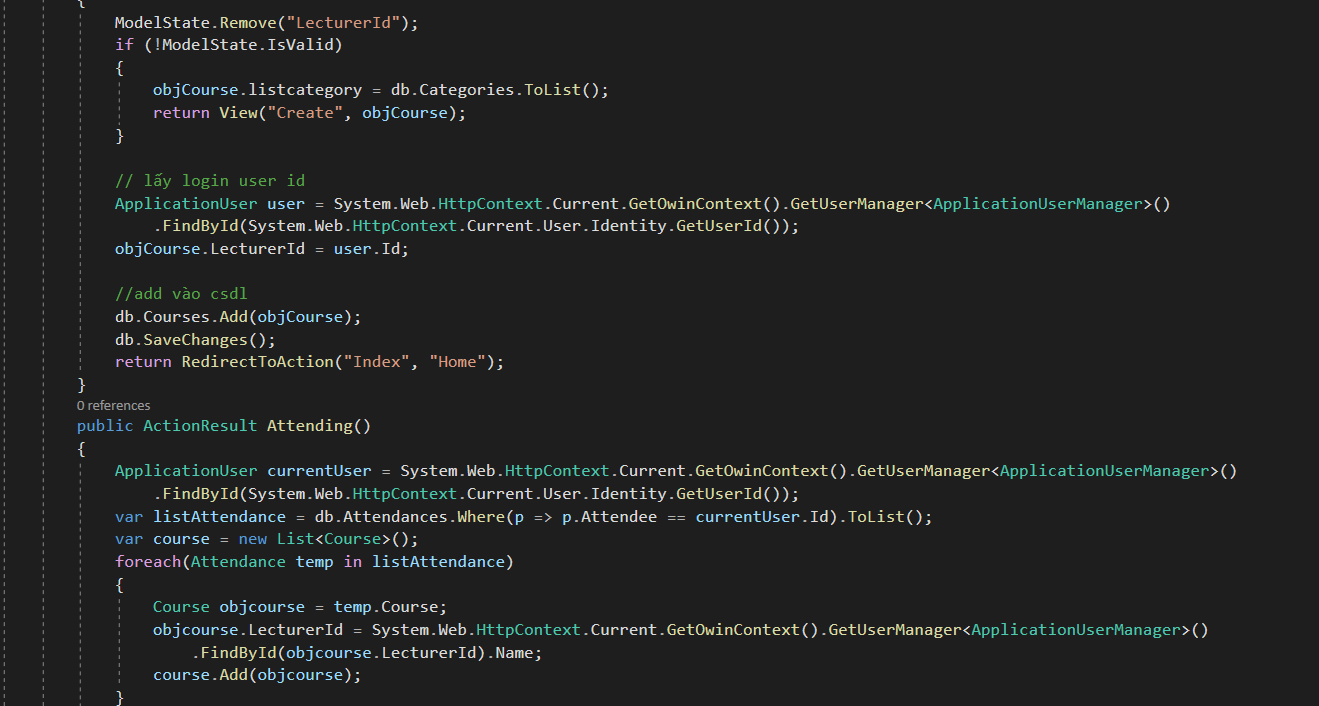 {
ModelState.Remove("LecturerId");
if (!ModelState.IsValid)
{
objCourse.listcategory = db.Categories.ToList();
return View("Create", objCourse);
}
// lấy login user id
ApplicationUser user = System.Web.HttpContext.Current.GetOwinContext().GetUserManager<ApplicationUserManager>()
.FindById(System.Web.HttpContext.Current.User.Identity.GetUserId());
objCourse.LecturerId = user.Id;
//add vào csdl
db.Courses.Add(objCourse);
db.SaveChanges();
return RedirectToAction("Index", "Home");
}
0 references
public ActionResult Attending()
{
ApplicationUser currentUser = System.Web.HttpContext.Current.GetOwinContext().GetUserManager<ApplicationUserManager>()
.FindById(System.Web.HttpContext.Current.User.Identity.GetUserId());
var listAttendance = db.Attendances.Where(p => p.Attendee == currentUser.Id).ToList();
var course = new List<Course>();
foreach(Attendance temp in listAttendance)
{
Course objcourse = temp.Course;
objcourse.LecturerId = System.Web.HttpContext.Current.GetOwinContext().GetUserManager<ApplicationUserManager>()
.FindById(objcourse.LecturerId).Name;
course.Add(objcourse);
}